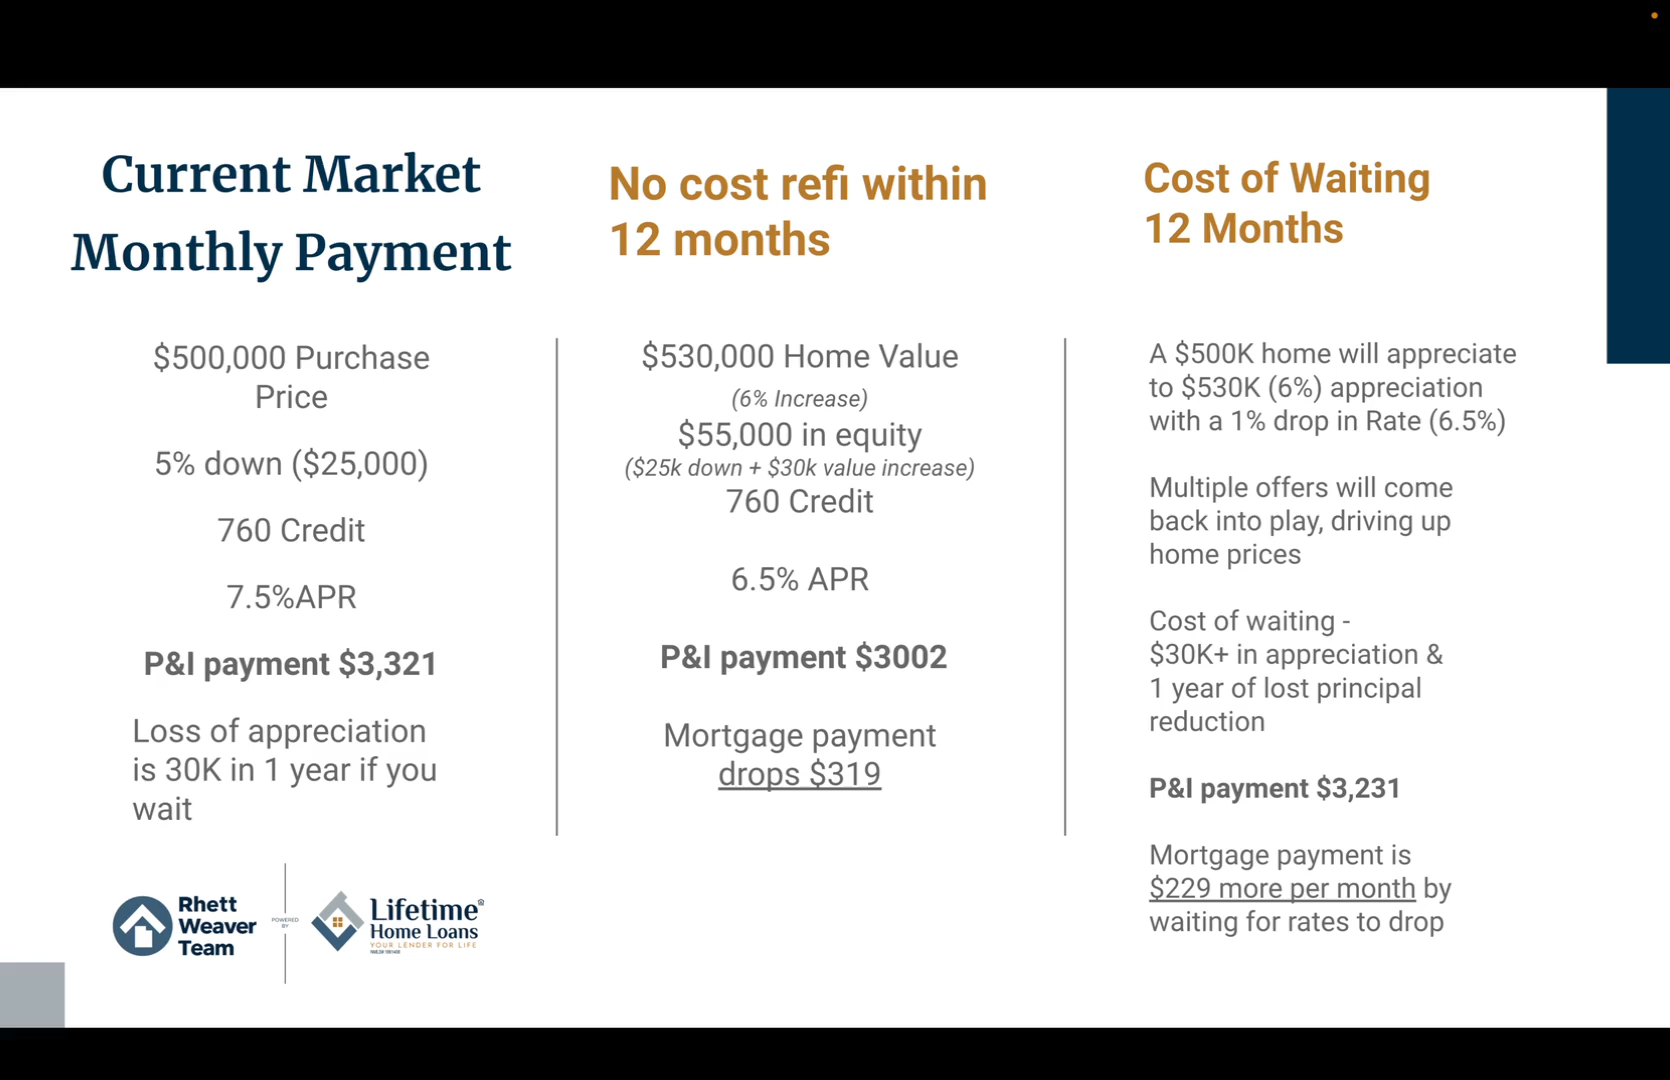 Current Market
Monthly Payment
$500,000 Purchase
Price
5% down ($25,000)
760 Credit
7.5%APR
P&I payment $3,321
Loss of appreciation
is 30K in 1 year if you
wait
No cost refi within
12 months
$530,000 Home Value
(6% Increase)
$55,000 in equity
($25k down + $30k value increase)
760 Credit
6.5% APR
P&I payment $3002
Mortgage payment
drops $319
Cost of Waiting
12 Months
A $500K home will appreciate
to $530K (6%) appreciation
with a 1% drop in Rate (6.5%)
Multiple offers will come
back into play, driving up
home prices
Cost of waiting -
$30K+ in appreciation &
1 year of lost principal
reduction
P&I payment $3,231
Mortgage payment is
$229 more per month by
waiting for rates to drop
Rhett
Weaver
Team
POWERED
BY
Lifetime
Home Loans
YOUR LENDER FOR LIFE